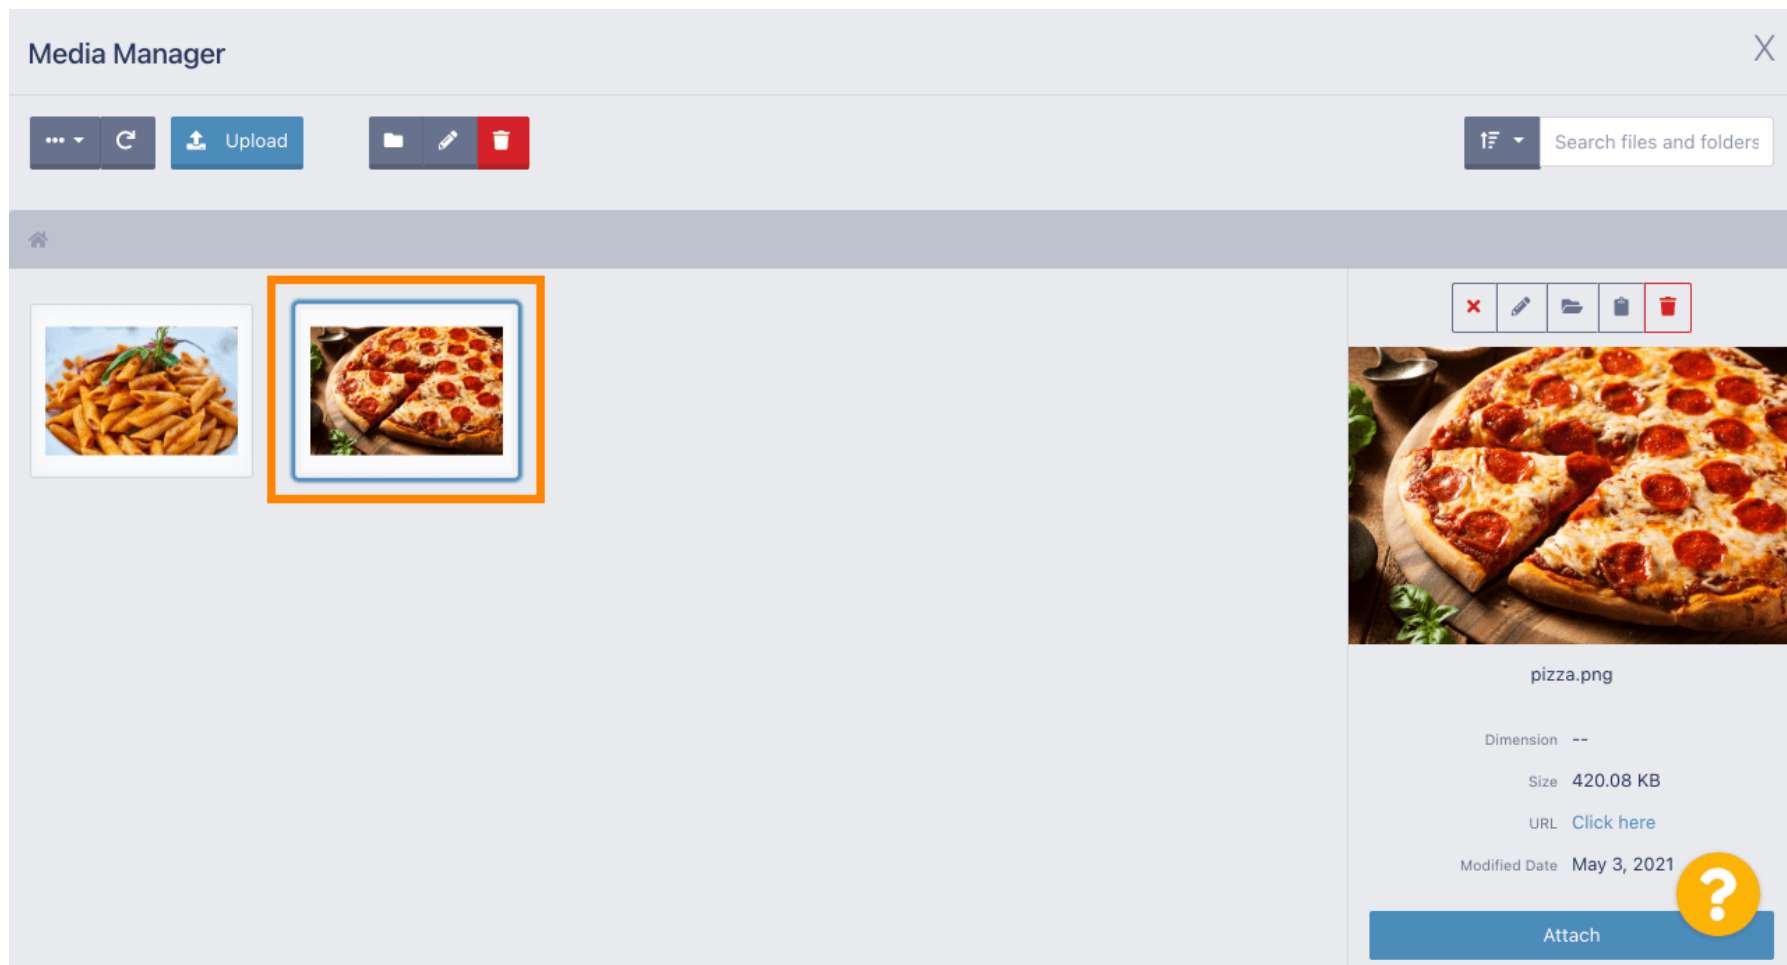 Media Manager
X
Upload
Search files and folders
pizza.png
Dimension --
Size 420.08 KB
URL Click here
Modified Date May 3, 2021
?
Attach